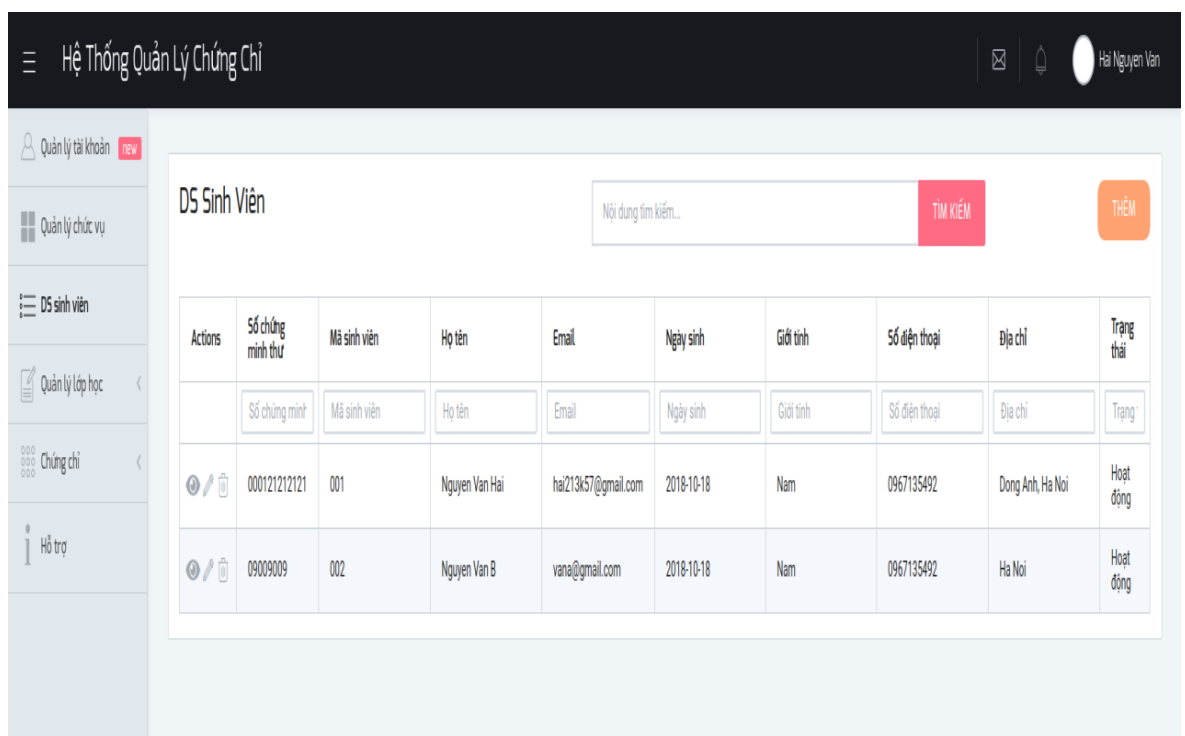 Hệ Thống Quản Lý Chứng Chỉ
Hai Nguyen Van
Quản lý tài khoản new
Quản lý chức vụ
DS sinh viên
Quản lý lớp học
Chứng chỉ
Hỗ trợ
DS Sinh Viên
Nội dung tìm kiếm...
TÌM KIẾM
THÊM
Actions Số chứng minh thư Mã sinh viên Họ tên Email Ngày sinh Giới tính Số điện thoại Địa chỉ Trạng thái
Số chứng minh Mã sinh viên Họ tên Email Ngày sinh Giới tính Số điện thoại Địa chỉ Trạng
000121212121 001 Nguyen Van Hai hai213k57@gmail.com 2018-10-18 Nam 0967135492 Dong Anh, Ha Noi Hoạt động
09009009 002 Nguyen Van B vana@gmail.com 2018-10-18 Nam 0967135492 Ha Noi Hoạt động